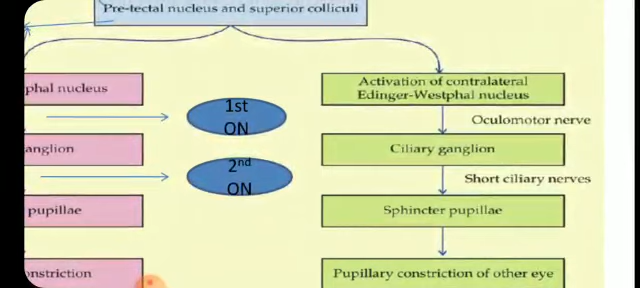 Pre-tectal nucleus and superior colliculi
phal nucleus
1st
ON
Activation of contralateral
Edinger-Westphal nucleus
Oculomotor nerve
anglion
Ciliary ganglion
2nd
ON
Short ciliary nerves
pupillae
Sphincter pupillae
onstriction
Pupillary constriction of other eye